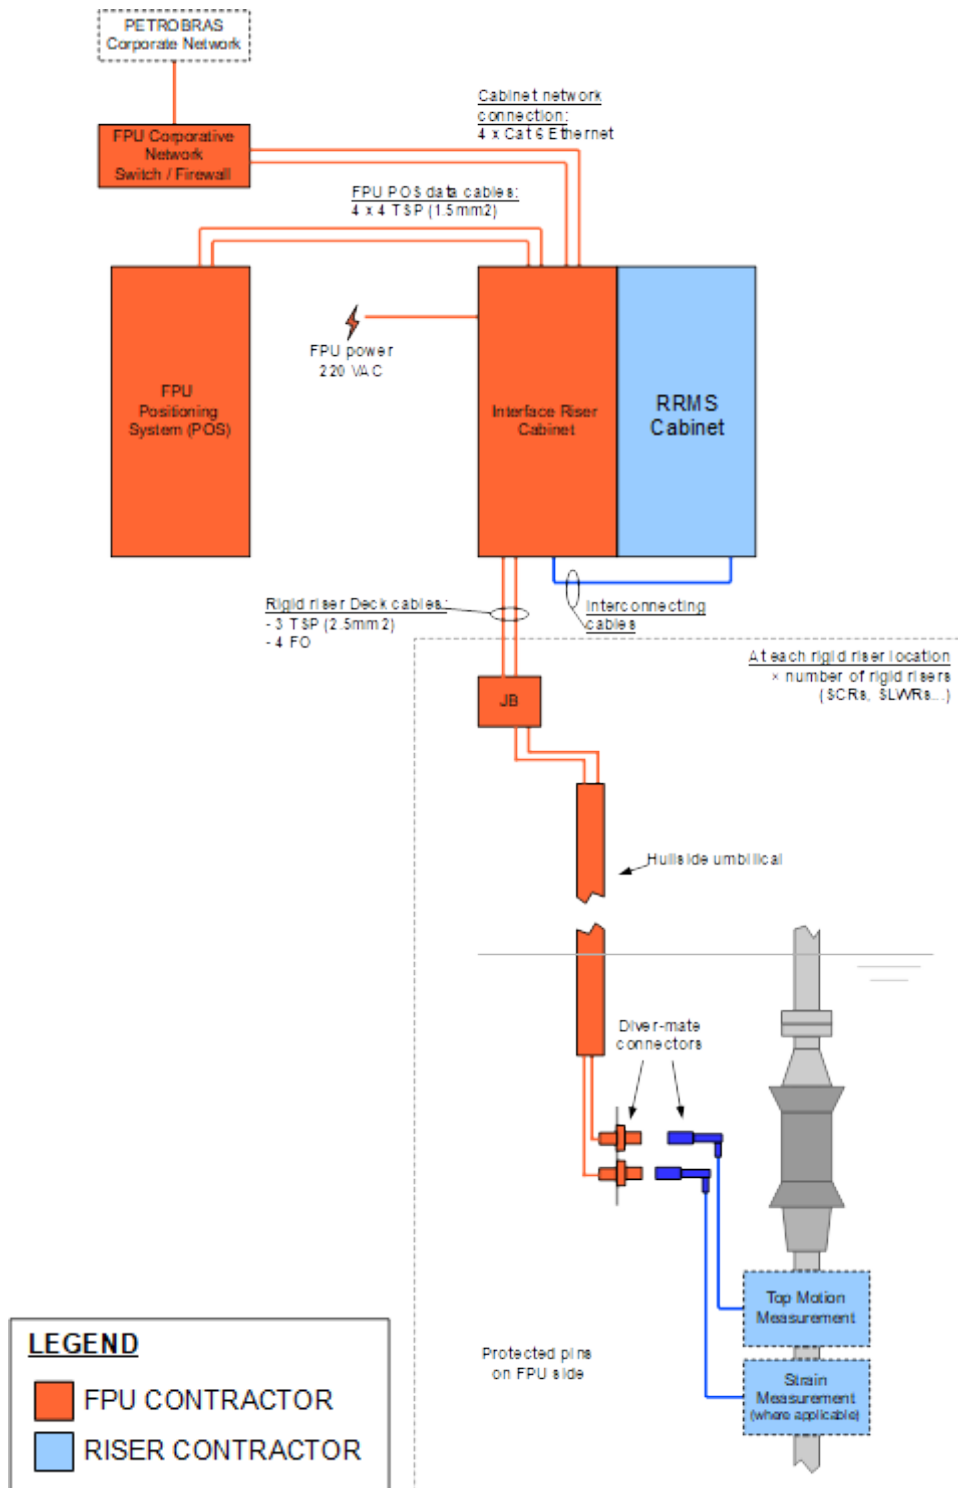 PETROBRAS
Corporate Network
Cabinet network
connection:
4 x Cat 6 Ethernet
FPU Corporative
Network
Switch / Firewall
FPU POS data cables:
4 x 4 TSP (1.5mm2)
FPU
Positioning
System (POS)
FPU power
220 VAC
Interface Riser
Cabinet
RRMS
Cabinet
Rigid riser Deck cables:
- 3 TSP (2.5mm2)
- 4 FO
Interconnecting
cables
At each rigid riser location
× number of rigid risers
(SCRs, SLWRs...)
JB
Hullside umbilical
Diver-mate
connectors
Top Motion
Measurement
Protected pins
on FPU side
Strain
Measurement
(where applicable)
LEGEND
FPU CONTRACTOR
RISER CONTRACTOR